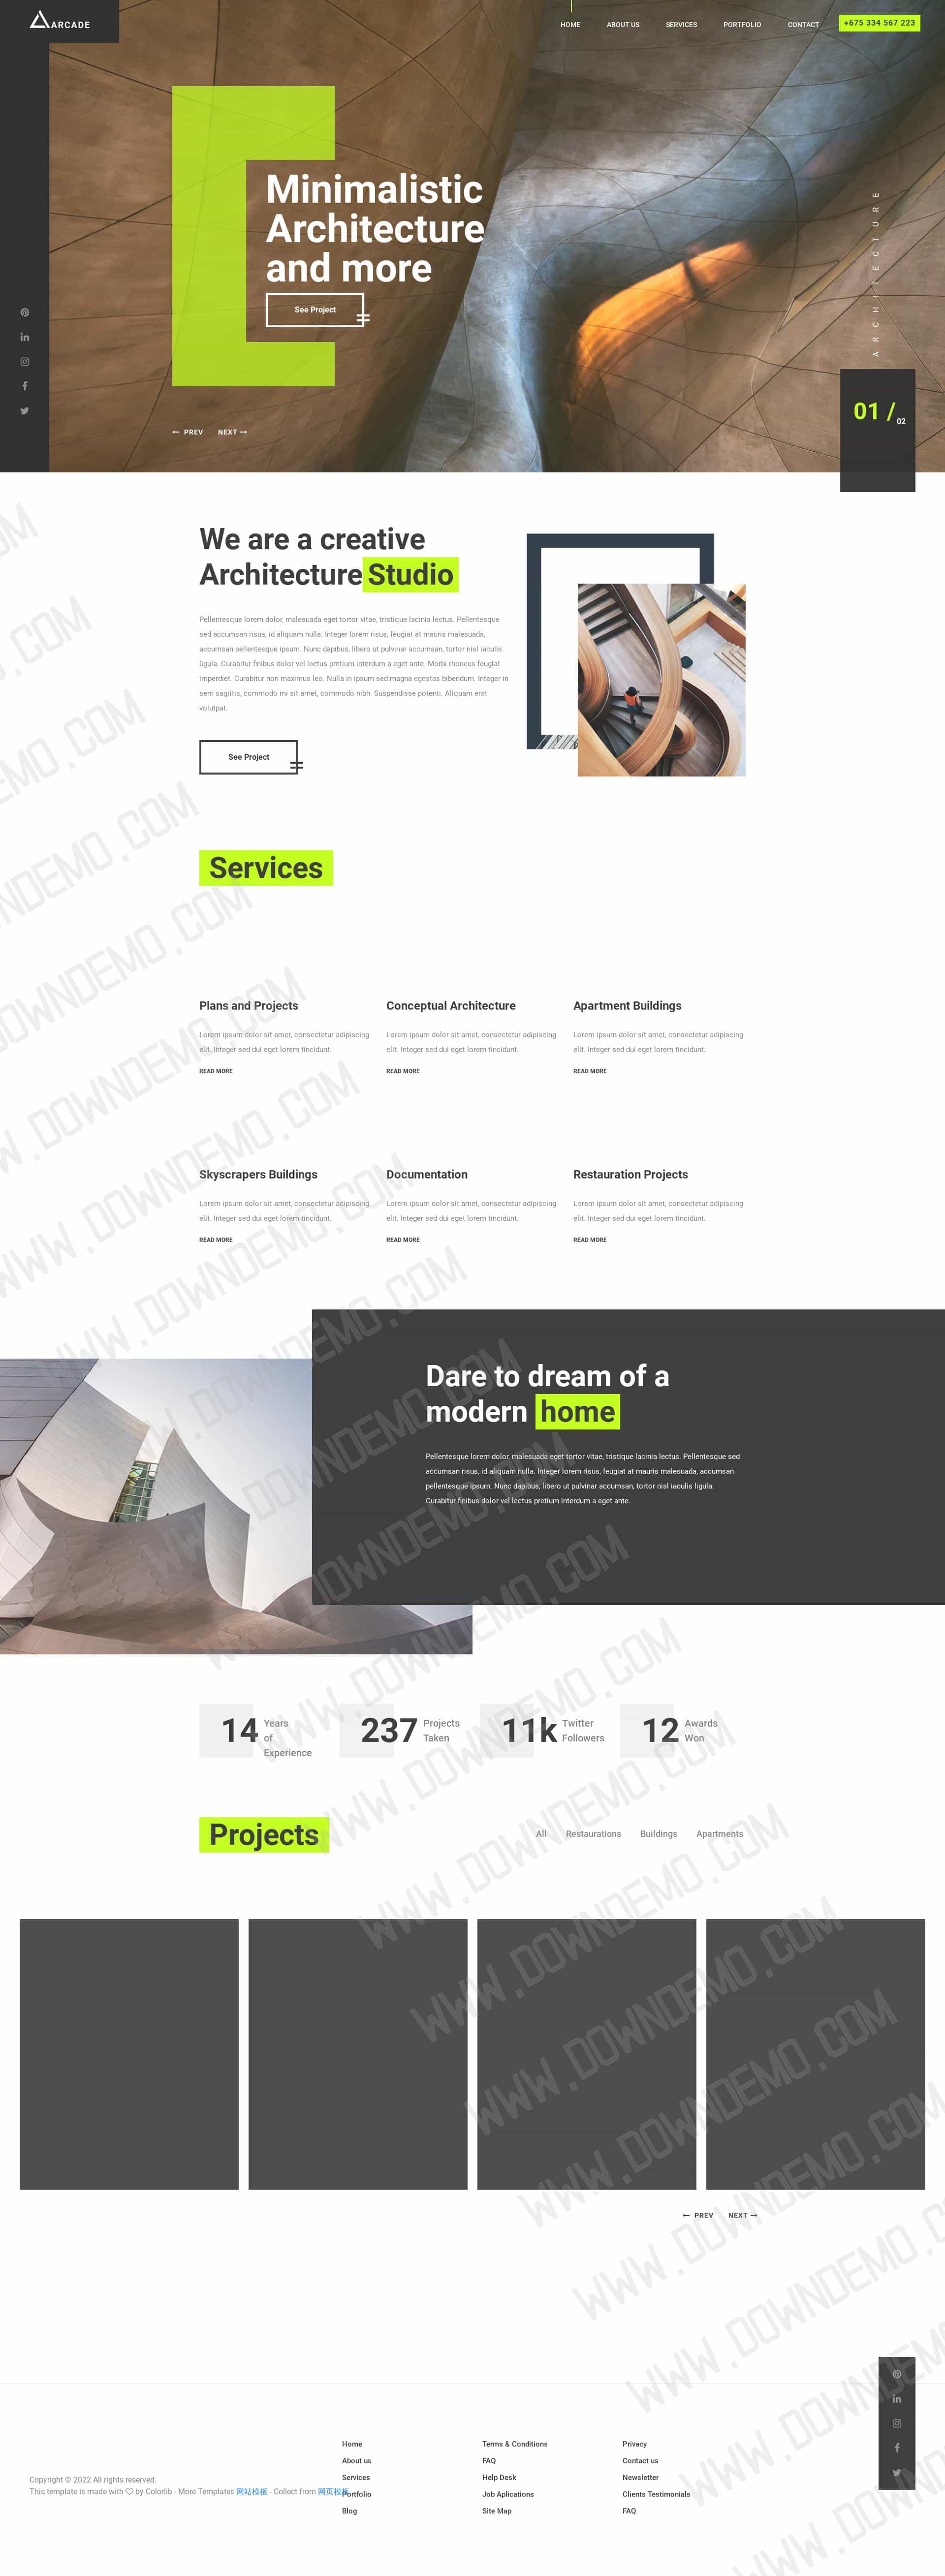 ARCADE
HOME ABOUT US SERVICES PORTFOLIO CONTACT +675 334 567 223
Minimalistic
Architecture
and more
See Project
ARCHITECTURE
01 / 02
PREV NEXT
We are a creative
Architecture Studio
Pellentesque lorem dolor, malesuada eget tortor vitae, tristique lacinia lectus. Pellentesque
sed accumsan risus, id aliquam nulla. Integer lorem risus, feugiat at mauris malesuada,
accumsan pellentesque ipsum. Nunc dapibus, libero ut pulvinar accumsan, tortor nisl iaculis
ligula. Curabitur finibus dolor vel lectus pretium interdum a eget ante. Morbi rhoncus feugiat
imperdiet. Curabitur non maximus leo. Nulla in ipsum sed magna egestas bibendum. Integer in
sem sagittis, commodo mi sit amet, commodo nibh. Suspendisse potenti. Aliquam erat
volutpat.
See Project
Services
Plans and Projects
Lorem ipsum dolor sit amet, consectetur adipiscing
elit. Integer sed dui eget lorem tincidunt.
READ MORE
Conceptual Architecture
Lorem ipsum dolor sit amet, consectetur adipiscing
elit. Integer sed dui eget lorem tincidunt.
READ MORE
Apartment Buildings
Lorem ipsum dolor sit amet, consectetur adipiscing
elit. Integer sed dui eget lorem tincidunt.
READ MORE
Skyscrapers Buildings
Lorem ipsum dolor sit amet, consectetur adipiscing
elit. Integer sed dui eget lorem tincidunt.
READ MORE
Documentation
Lorem ipsum dolor sit amet, consectetur adipiscing
elit. Integer sed dui eget lorem tincidunt.
READ MORE
Restauration Projects
Lorem ipsum dolor sit amet, consectetur adipiscing
elit. Integer sed dui eget lorem tincidunt.
READ MORE
Dare to dream of a
modern home
Pellentesque lorem dolor, malesuada eget tortor vitae, tristique lacinia lectus. Pellentesque sed
accumsan risus, id aliquam nulla. Integer lorem risus, feugiat at mauris malesuada, accumsan
pellentesque ipsum. Nunc dapibus, libero ut pulvinar accumsan, tortor nisl iaculis ligula.
Curabitur finibus dolor vel lectus pretium interdum a eget ante.
14 Years
of
Experience
237 Projects
Taken
11k Twitter
Followers
12 Awards
Won
Projects
All Restaurations Buildings Apartments
PREV NEXT
Copyright © 2022 All rights reserved.
This template is made with by Colorlib - More Templates 网站模板 - Collect from 网页模板
Home
About us
Services
Portfolio
Blog
Terms & Conditions
FAQ
Help Desk
Job Aplications
Site Map
Privacy
Contact us
Newsletter
Clients Testimonials
FAQ
WWW.DOWNDEMO.COM